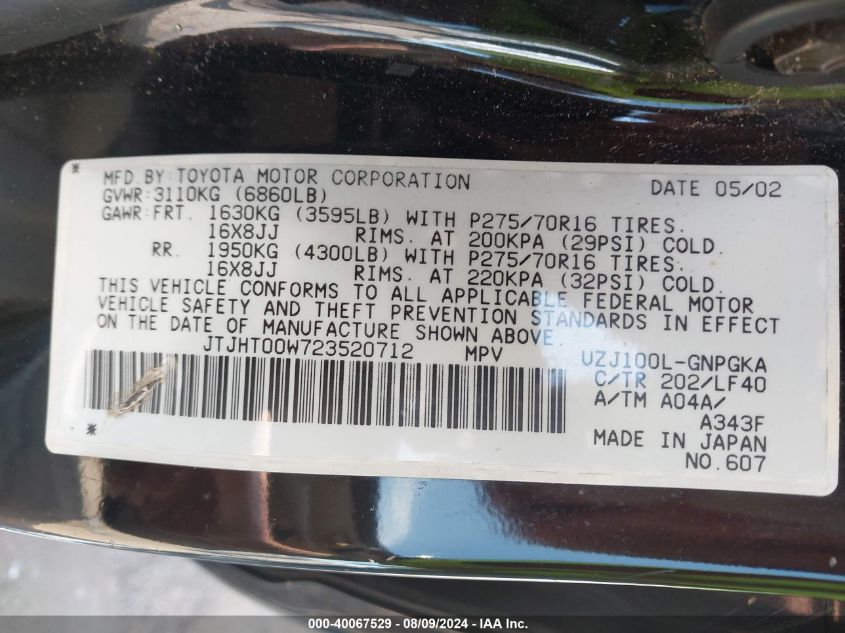 *
MFD.BY:TOYOTA MOTOR CORPORATION DATE 05/02
GVWR:3110KG (6860LB)
GAWR:FRT. 1630KG (3595LB) WITH P275/70R16 TIRES.
16X8JJ RIMS. AT 200KPA (29PSI) COLD.
RR. 1950KG (4300LB) WITH P275/70R16 TIRES.
16X8JJ RIMS. AT 220KPA (32PSI) COLD.
THIS VEHICLE CONFORMS TO ALL APPLICABLE FEDERAL MOTOR
VEHICLE SAFETY AND THEFT PREVENTION STANDARDS IN EFFECT
ON THE DATE OF MANUFACTURE SHOWN ABOVE.
JTJHT00W723520712 MPV UZJ100L-GNPGKA
C/TR 202/LF40
A/TM A04A/
A343F
*
MADE IN JAPAN
NO.607
000-40067529 - 08/09/2024 - IAA Inc.